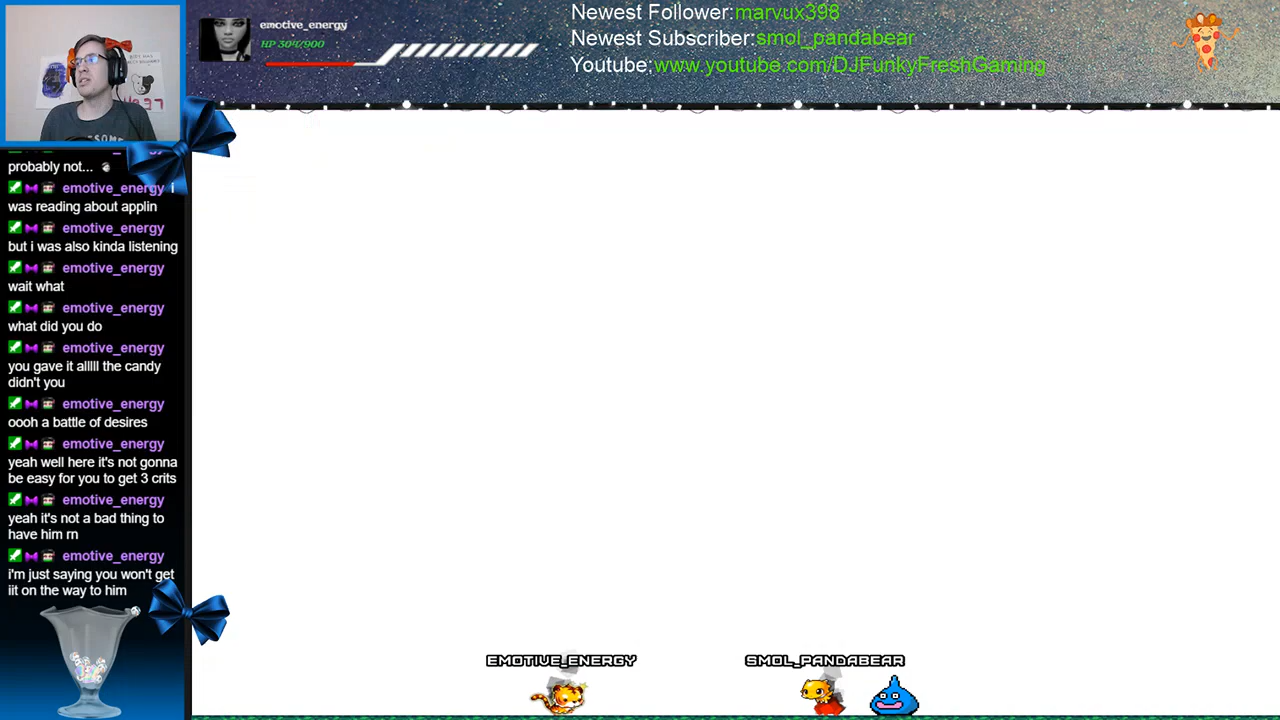 emotive_energy
HP 304/900
Newest Follower:marvux398
Newest Subscriber:smol_pandabear
Youtube:www.youtube.com/DJFunkyFreshGaming
probably not...
emotive_energy i
was reading about applin
emotive_energy
but i was also kinda listening
emotive_energy
wait what
emotive_energy
what did you do
emotive_energy
you gave it alllll the candy
didn't you
emotive_energy
oooh a battle of desires
emotive_energy
yeah well here it's not gonna
be easy for you to get 3 crits
emotive_energy
yeah it's not a bad thing to
have him rn
emotive_energy
i'm just saying you won't get
iit on the way to him
EMOTIVE_ENERGY
SMOL_PANDABEAR